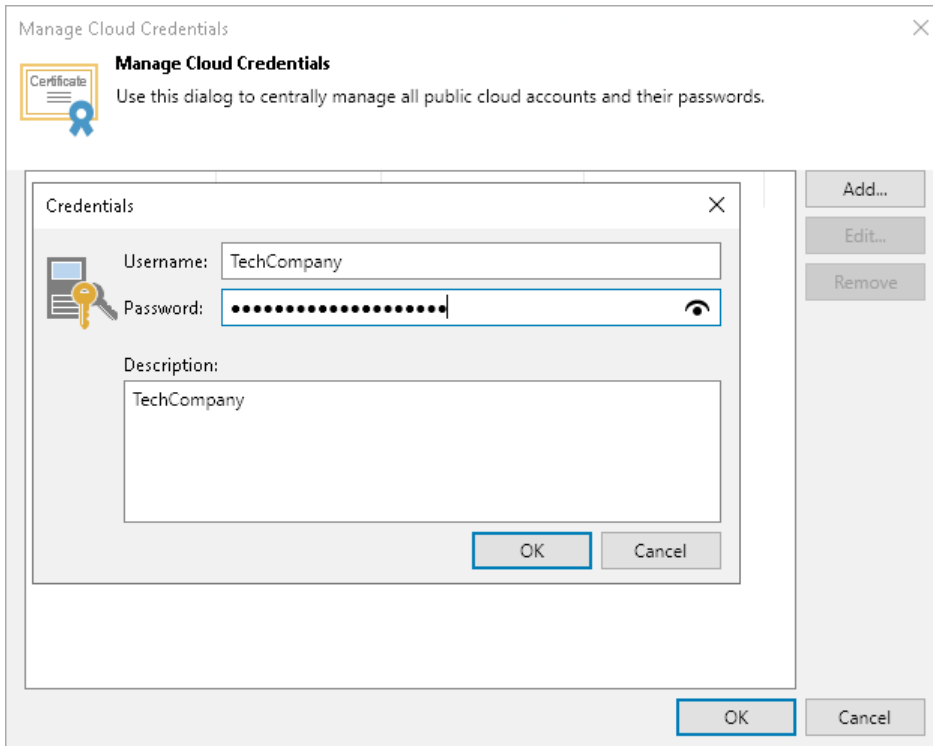 Manage Cloud Credentials
Manage Cloud Credentials
Certificate
Use this dialog to centrally manage all public cloud accounts and their passwords.
Add...
Edit...
Remove
Credentials
Username: TechCompany
Password: ••••••••••••••••••••
Description:
TechCompany
OK Cancel
OK Cancel